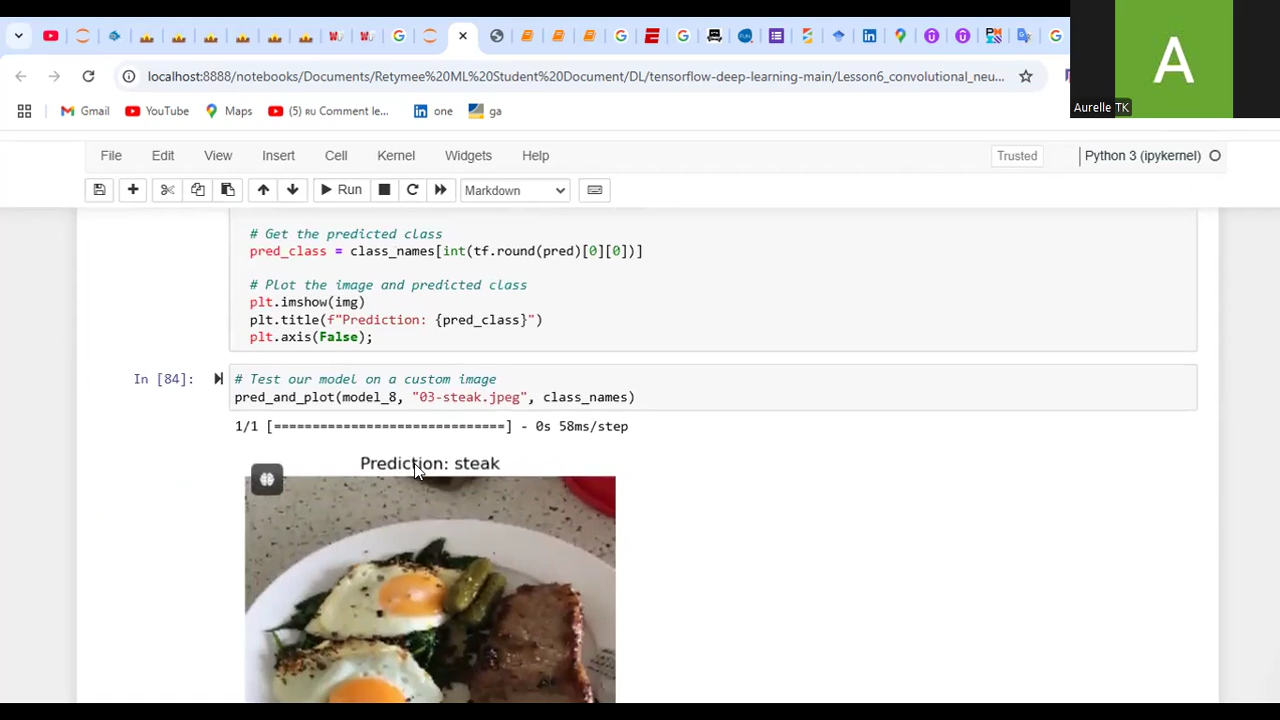 localhost:8888/notebooks/Documents/Retymee%20ML%20Student%20Document/DL/tensorflow-deep-learning-main/Lesson6_convolutional_neu...
A
Aurelle TK
Gmail
YouTube
Maps
(5) ꭱu Comment le...
one
ga
File
Edit
View
Insert
Cell
Kernel
Widgets
Help
Trusted
Python 3 (ipykernel)
Run
Markdown
# Get the predicted class
pred_class = class_names[int(tf.round(pred)[0][0])]
# Plot the image and predicted class
plt.imshow(img)
plt.title(f"Prediction: {pred_class}")
plt.axis(False);
In [84]:
# Test our model on a custom image
pred_and_plot(model_8, "03-steak.jpeg", class_names)
1/1 [==============================] - 0s 58ms/step
Prediction: steak